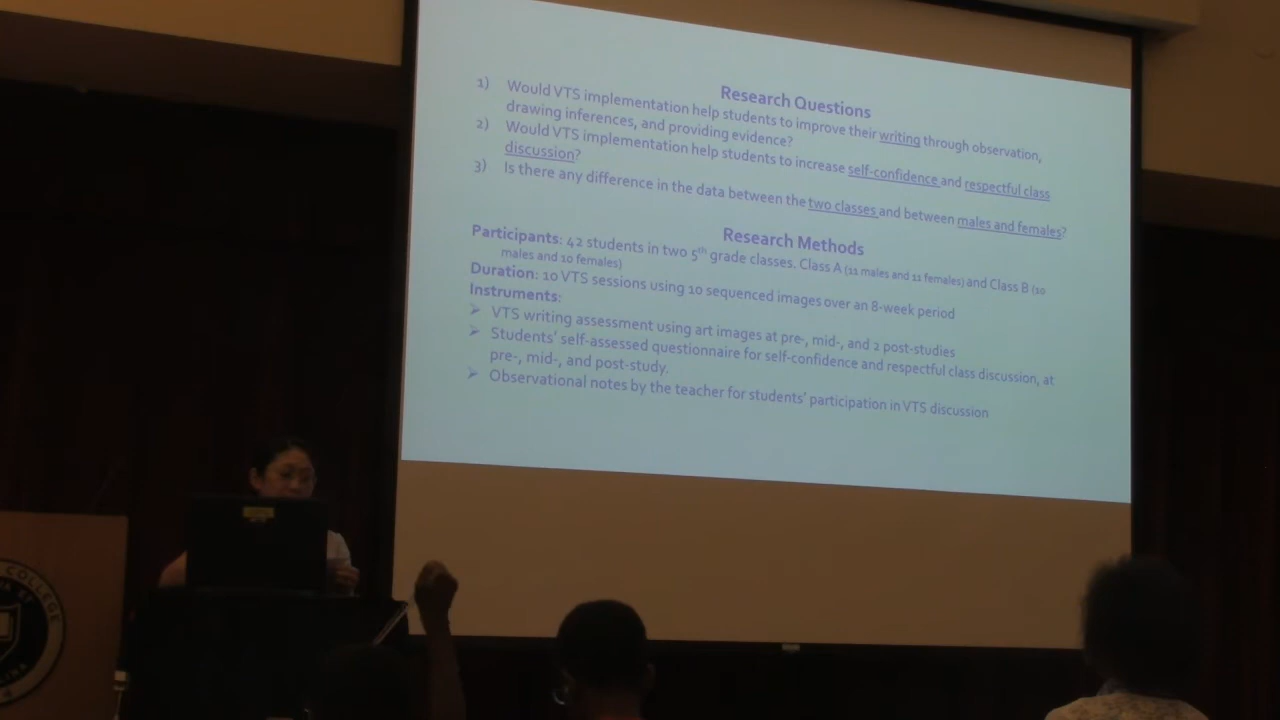 Research Questions
1) Would VTS implementation help students to improve their writing through observation,
drawing inferences, and providing evidence?
2) Would VTS implementation help students to increase self-confidence and respectful class
discussion?
3) Is there any difference in the data between the two classes and between males and females?
Research Methods
Participants: 42 students in two 5th grade classes. Class A (11 males and 11 females) and Class B (10
males and 10 females)
Duration: 10 VTS sessions using 10 sequenced images over an 8-week period
Instruments:
➢ VTS writing assessment using art images at pre-, mid-, and 2 post-studies
➢ Students' self-assessed questionnaire for self-confidence and respectful class discussion, at
pre-, mid-, and post-study.
➢ Observational notes by the teacher for students' participation in VTS discussion
COLLEGE